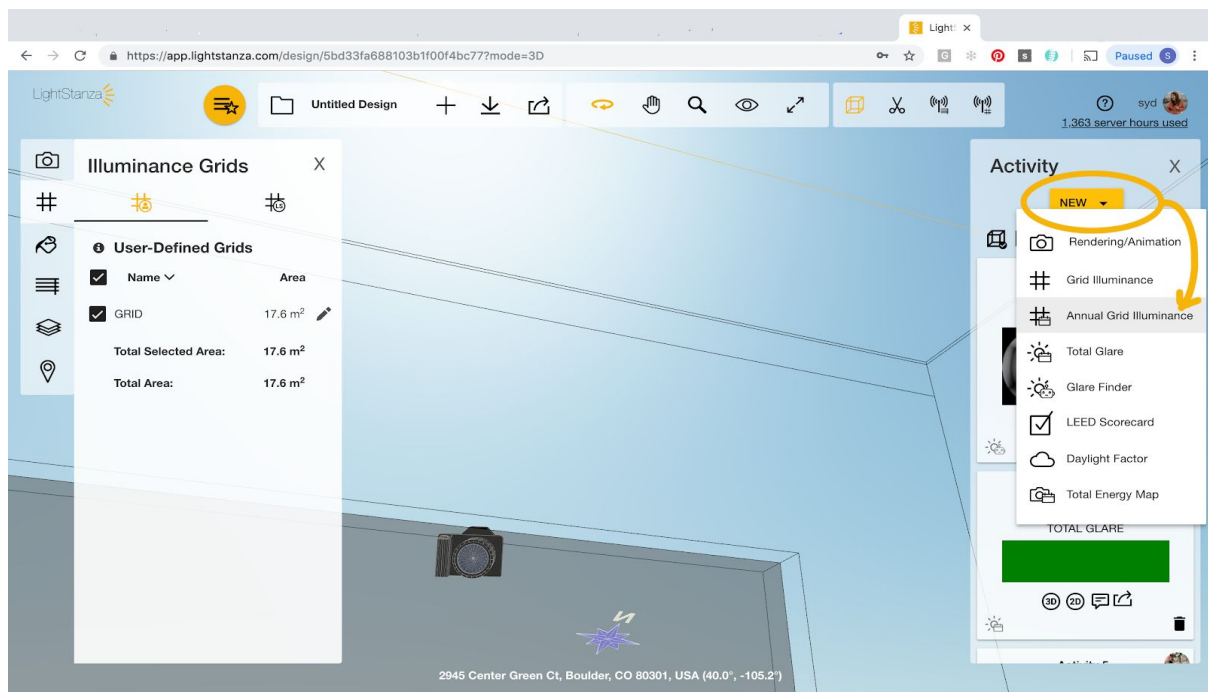 Light!
https://app.lightstanza.com/design/5bd33fa688103b1f00f4bc77?mode=3D
Paused S
LightStanza
Untitled Design
syd
1,363 server hours used
Illuminance Grids X
User-Defined Grids
Name Area
GRID 17.6 m²
Total Selected Area: 17.6 m²
Total Area: 17.6 m²
Activity X
NEW
Rendering/Animation
Grid Illuminance
Annual Grid Illuminance
Total Glare
Glare Finder
LEED Scorecard
Daylight Factor
Total Energy Map
TOTAL GLARE
3D 2D
N
2945 Center Green Ct, Boulder, CO 80301, USA (40.0°, -105.2°)